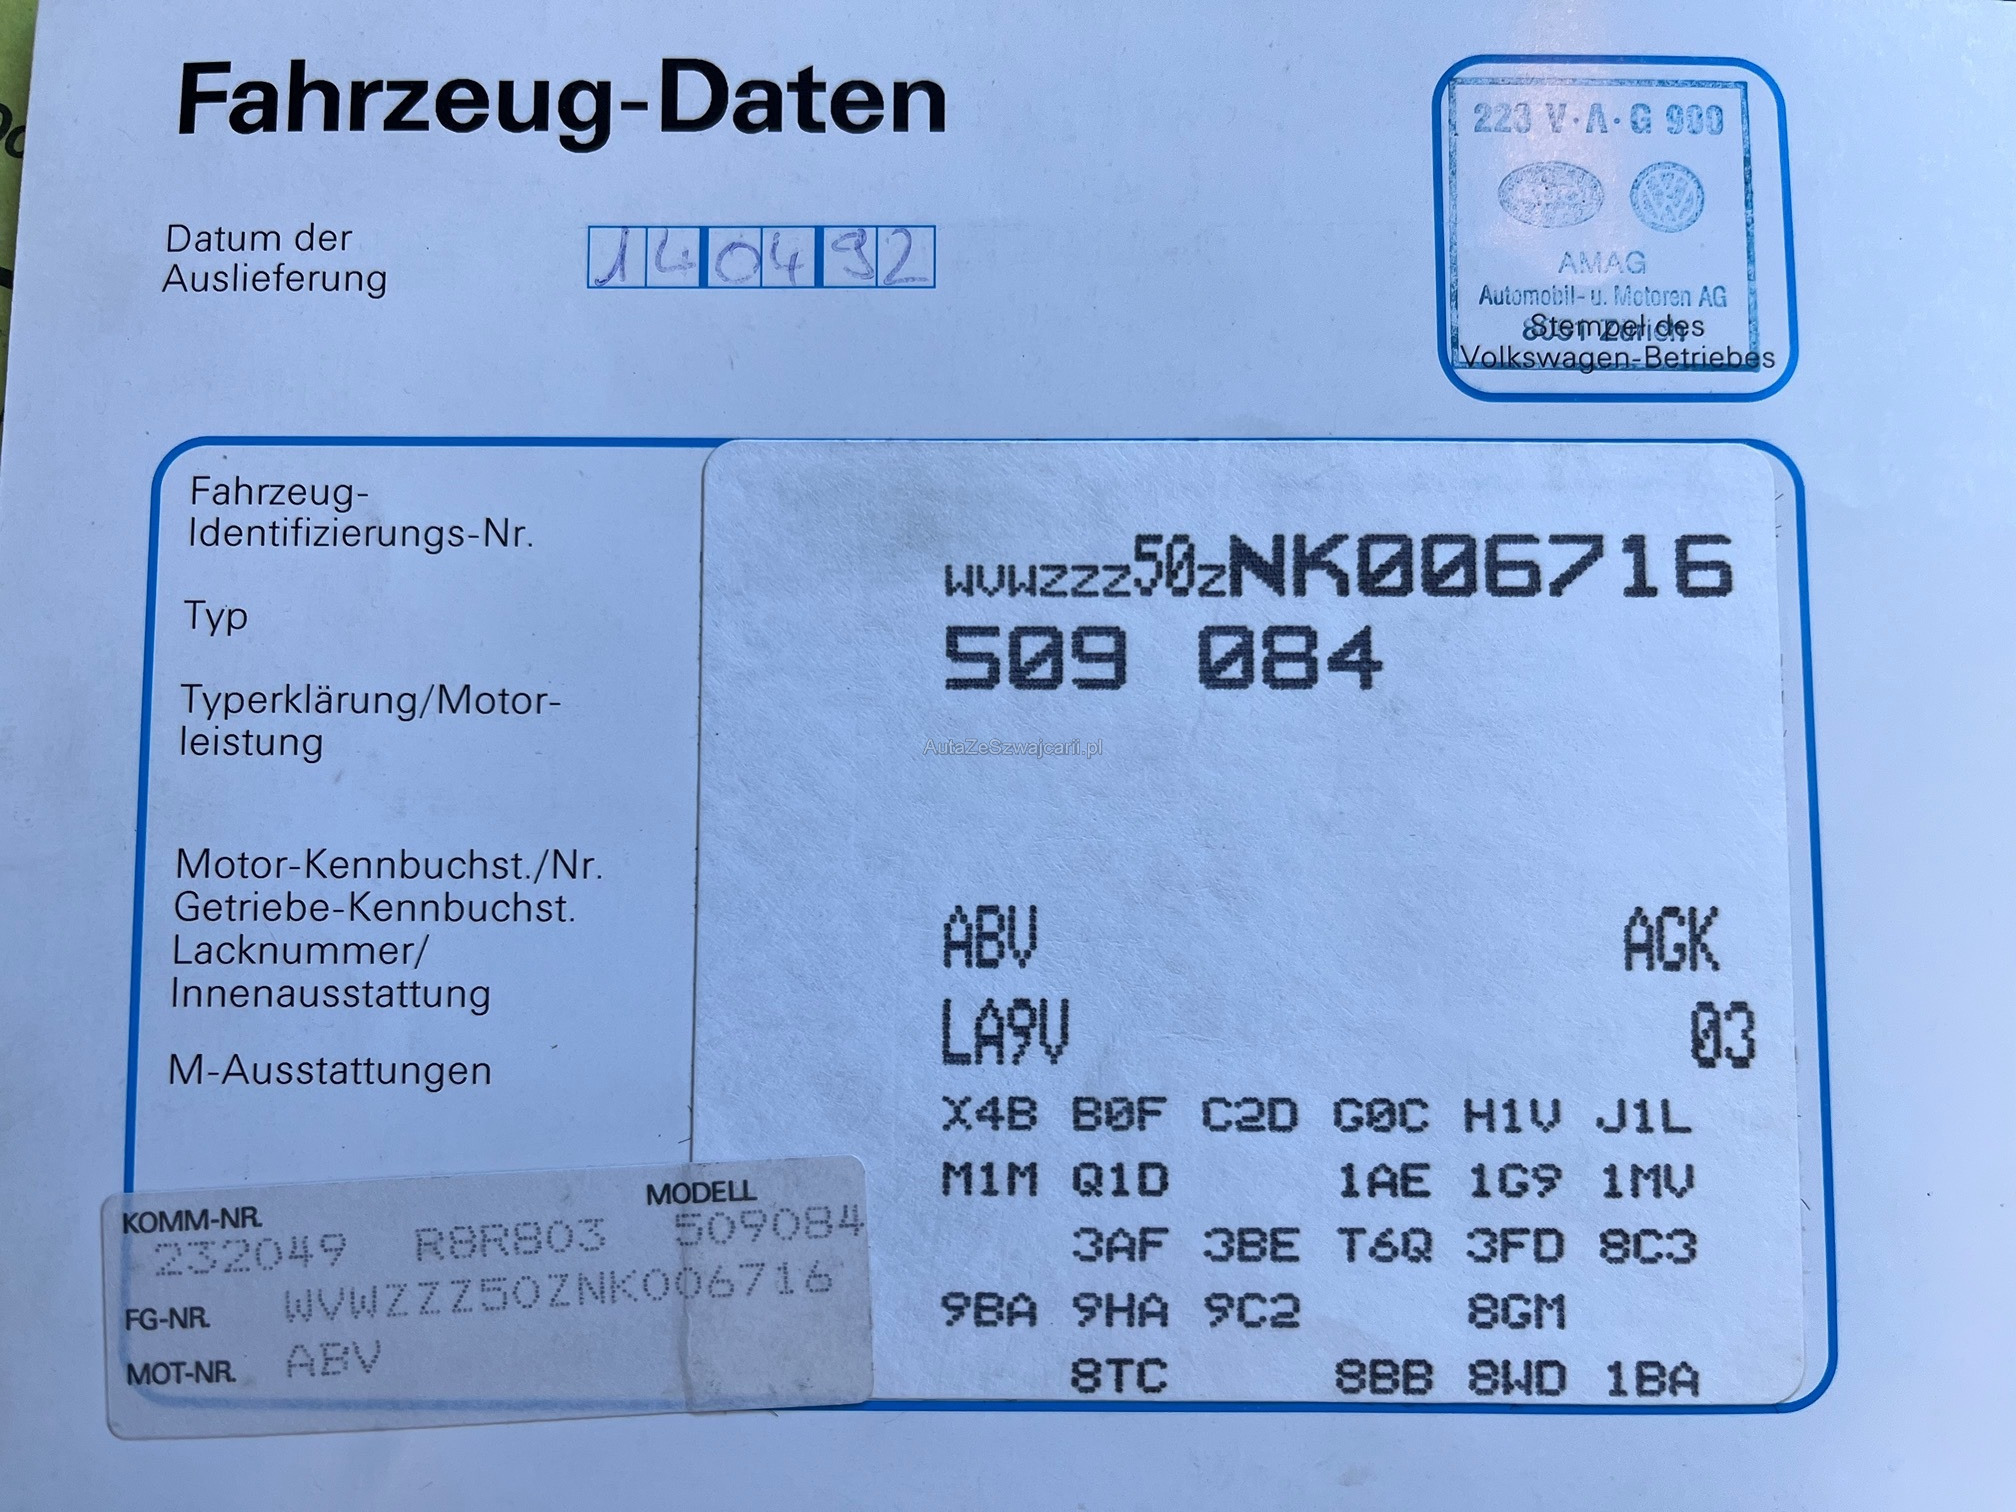 Fahrzeug-Daten
223 V·A·G 900
AMAG
Automobil- u. Motoren AG
8051 Zürich
Stempel des
Volkswagen-Betriebes
Datum der
Auslieferung
140492
Fahrzeug-
Identifizierungs-Nr.
WVWZZZ50ZNK006716
Typ
509 084
Typerklärung/Motor-
leistung
AutaZeSzwajcarii.pl
Motor-Kennbuchst./Nr.
Getriebe-Kennbuchst.
ABV AGK
Lacknummer/
Innenausstattung
LA9V 03
M-Ausstattungen
X4B B0F C2D G0C H1V J1L
M1M Q1D 1AE 1G9 1MV
3AF 3BE T6Q 3FD 8C3
9BA 9HA 9C2 8GM
8TC 8BB 8WD 1BA
KOMM-NR. MODELL
232049 R8R803 509084
FG-NR. WVWZZZ50ZNK006716
MOT-NR. ABV